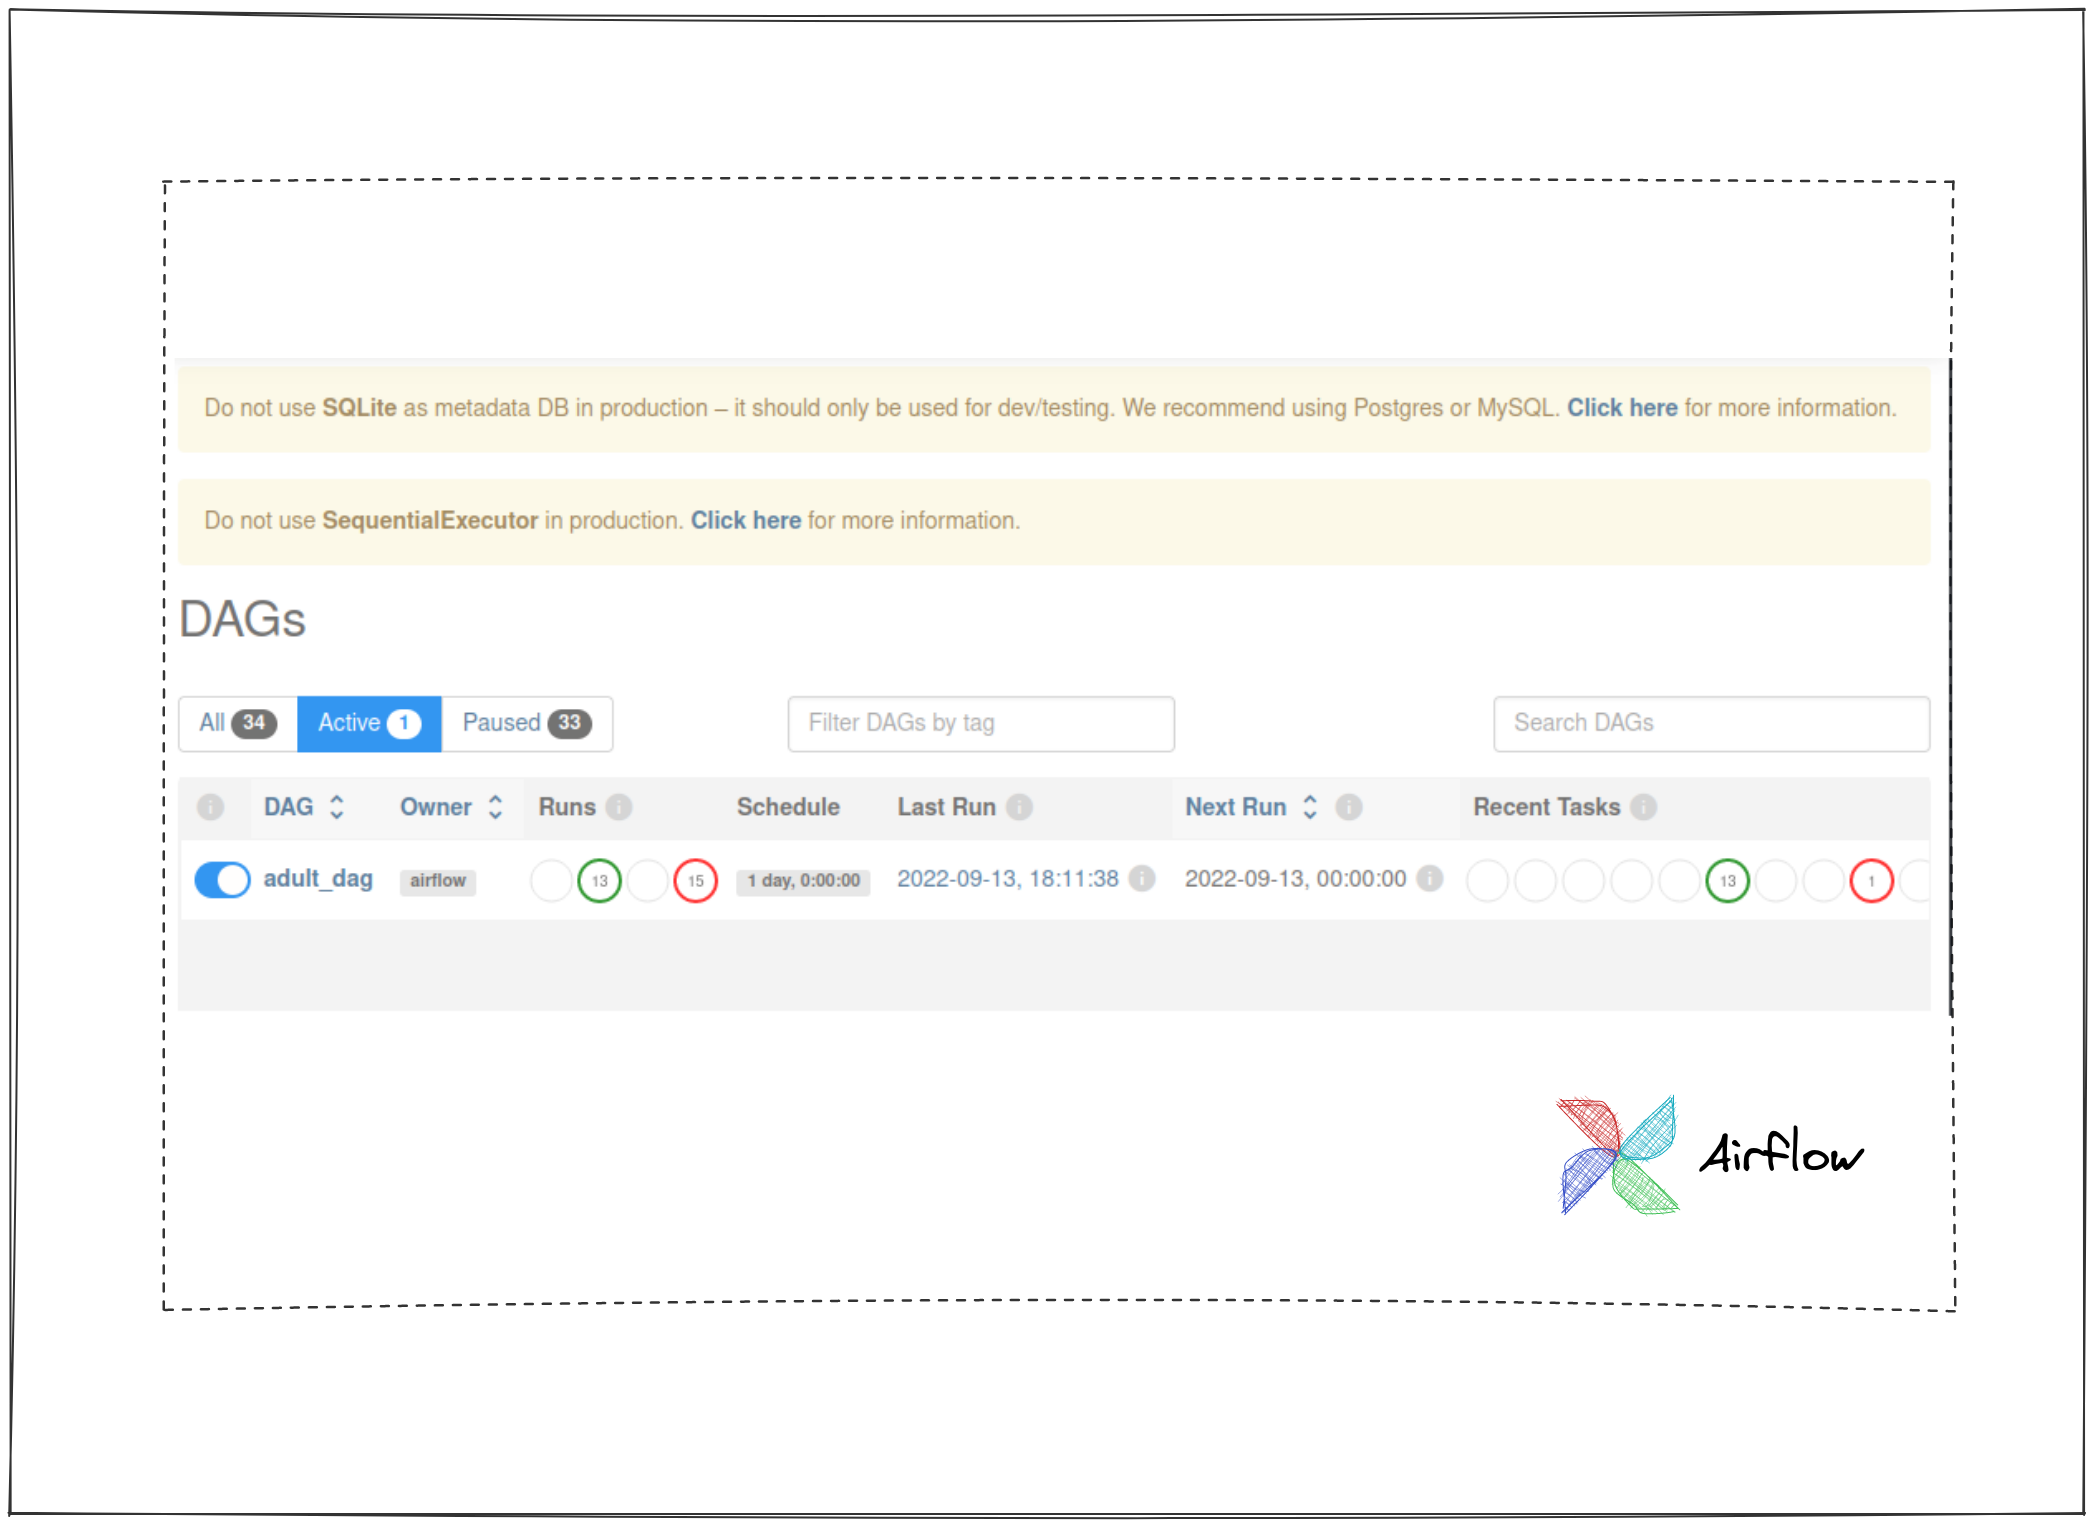 Do not use SQLite as metadata DB in production – it should only be used for dev/testing. We recommend using Postgres or MySQL. Click here for more information.
Do not use SequentialExecutor in production. Click here for more information.
DAGs
All 34 Active 1 Paused 33 Filter DAGs by tag Search DAGs
i DAG Owner Runs i Schedule Last Run i Next Run i Recent Tasks i
adult_dag airflow 13 15 1 day, 0:00:00 2022-09-13, 18:11:38 i 2022-09-13, 00:00:00 i 13 1
Airflow